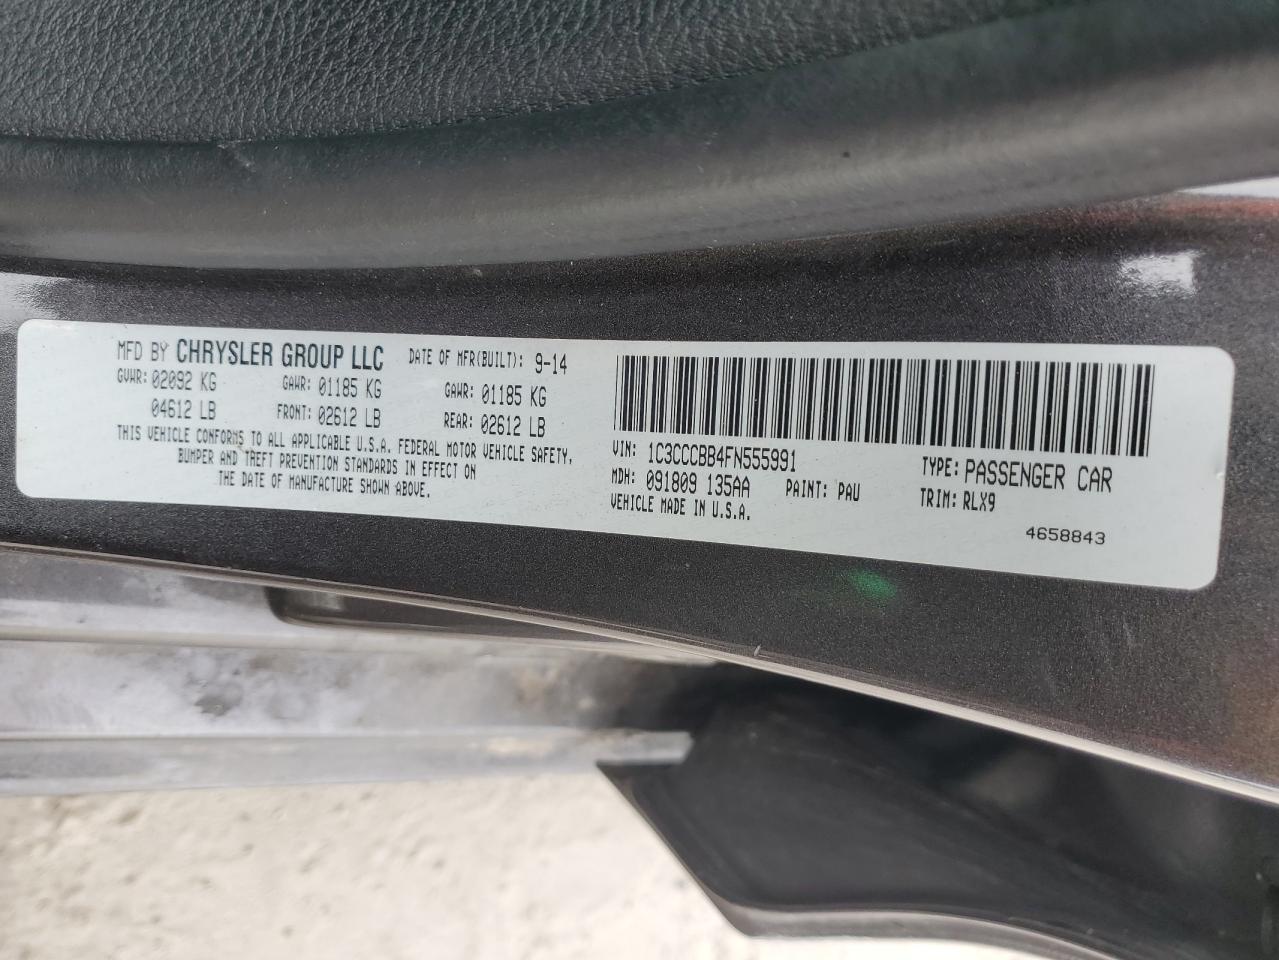 MFD BY CHRYSLER GROUP LLC DATE OF MFR(BUILT): 9-14
GVWR: 02092 KG GAWR: 01185 KG GAWR: 01185 KG
04612 LB FRONT: 02612 LB REAR: 02612 LB
THIS VEHICLE CONFORMS TO ALL APPLICABLE U.S.A. FEDERAL MOTOR VEHICLE SAFETY,
BUMPER AND THEFT PREVENTION STANDARDS IN EFFECT ON
THE DATE OF MANUFACTURE SHOWN ABOVE.
VIN: 1C3CCCBB4FN555991 TYPE: PASSENGER CAR
MDH: 091809 135AA PAINT: PAU TRIM: RLX9
VEHICLE MADE IN U.S.A.
4658843